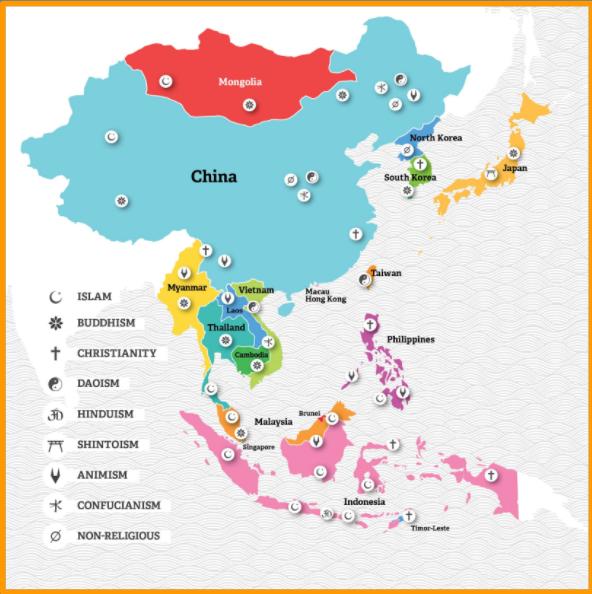 Mongolia
North Korea
China
Japan
South Korea
Taiwan
Myanmar
Vietnam
Macau
Hong Kong
Laos
Thailand
Philippines
Cambodia
Brunei
Malaysia
Singapore
Indonesia
Timor-Leste
ISLAM
BUDDHISM
CHRISTIANITY
DAOISM
HINDUISM
SHINTOISM
ANIMISM
CONFUCIANISM
NON-RELIGIOUS